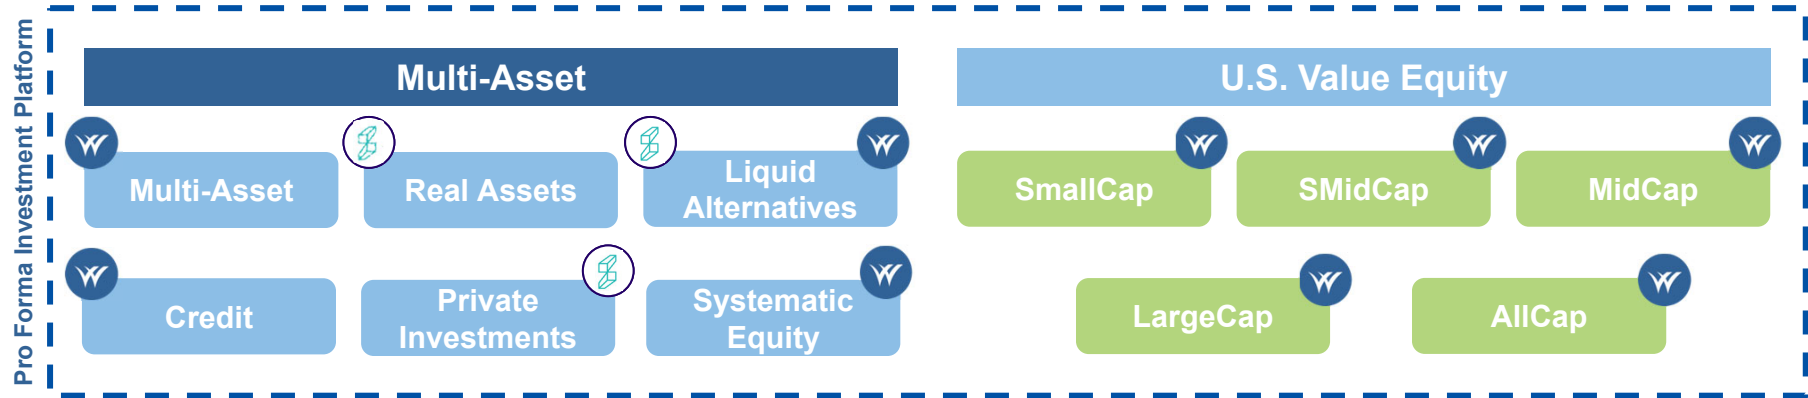 Pro Forma Investment Platform
Multi-Asset
U.S. Value Equity
Multi-Asset
Real Assets
Liquid
Alternatives
SmallCap
SMidCap
MidCap
Credit
Private
Investments
Systematic
Equity
LargeCap
AllCap